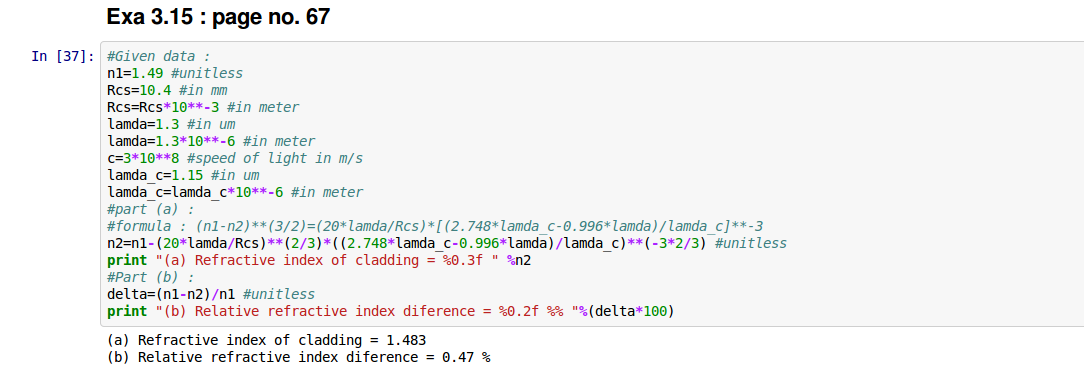 Exa 3.15 : page no. 67
In [37]: #Given data :
n1=1.49 #unitless
Rcs=10.4 #in mm
Rcs=Rcs*10**-3 #in meter
lamda=1.3 #in um
lamda=1.3*10**-6 #in meter
c=3*10**8 #speed of light in m/s
lamda_c=1.15 #in um
lamda_c=lamda_c*10**-6 #in meter
#part (a) :
#formula : (n1-n2)**(3/2)=(20*lamda/Rcs)*[(2.748*lamda_c-0.996*lamda)/lamda_c]**-3
n2=n1-(20*lamda/Rcs)**(2/3)*((2.748*lamda_c-0.996*lamda)/lamda_c)**(-3*2/3) #unitless
print "(a) Refractive index of cladding = %0.3f " %n2
#Part (b) :
delta=(n1-n2)/n1 #unitless
print "(b) Relative refractive index diference = %0.2f %% "%(delta*100)
(a) Refractive index of cladding = 1.483
(b) Relative refractive index diference = 0.47 %